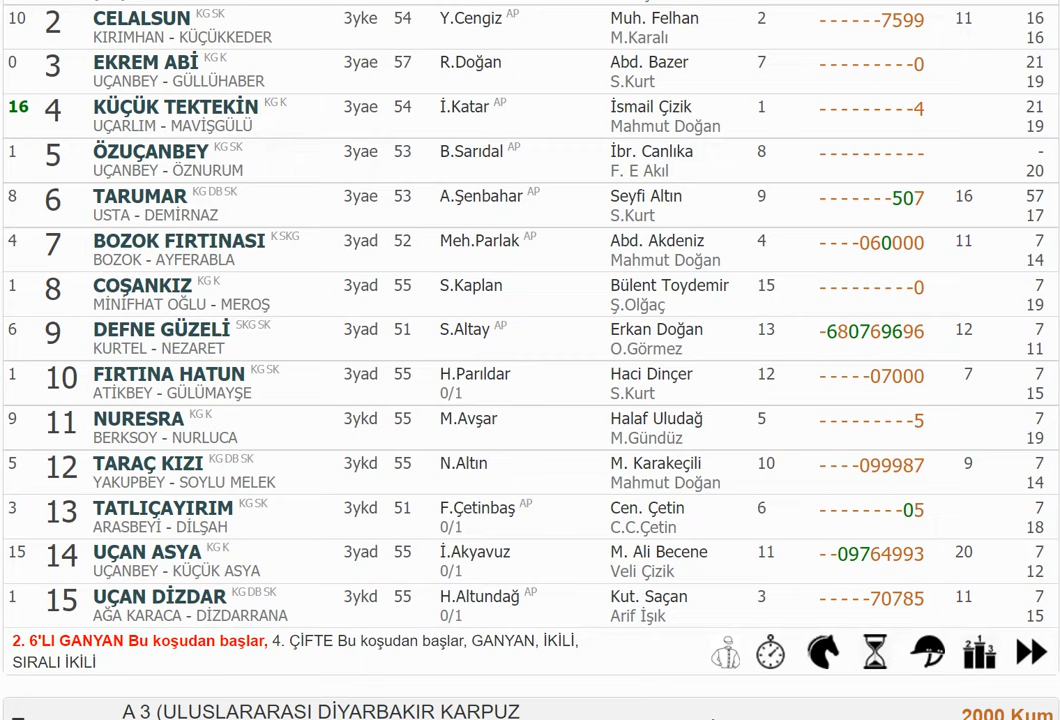 10 2 CELALSUN KG SK 3yke 54 Y.Cengiz AP Muh. Felhan 2 - - - - - -7599 11 16
KIRIMHAN - KÜÇÜKKEDER M.Karalı 16
0 3 EKREM ABİ KG K 3yae 57 R.Doğan Abd. Bazer 7 - - - - - - - - -0 21
UÇANBEY - GÜLLÜHABER S.Kurt 19
16 4 KÜÇÜK TEKTEKİN KG K 3yae 54 İ.Katar AP İsmail Çizik 1 - - - - - - - - -4 21
UÇARLIM - MAVİŞGÜLÜ Mahmut Doğan 19
1 5 ÖZUÇANBEY KG SK 3yae 53 B.Sarıdal AP İbr. Canlıka 8 - - - - - - - - - - -
UÇANBEY - ÖZNURUM F. E Akıl 20
8 6 TARUMAR KG DB SK 3yae 53 A.Şenbahar AP Seyfi Altın 9 - - - - - - -507 16 57
USTA - DEMİRNAZ S.Kurt 17
4 7 BOZOK FIRTINASI K SKG 3yad 52 Meh.Parlak AP Abd. Akdeniz 4 - - - -060000 11 7
BOZOK - AYFERABLA Mahmut Doğan 14
1 8 COŞANKIZ KG K 3yad 55 S.Kaplan Bülent Toydemir 15 - - - - - - - - -0 7
MİNİFHAT OĞLU - MEROŞ Ş.Olğaç 19
6 9 DEFNE GÜZELİ SKG SK 3yad 51 S.Altay AP Erkan Doğan 13 -680769696 12 7
KURTEL - NEZARET O.Görmez 11
1 10 FIRTINA HATUN KG SK 3yad 55 H.Parıldar Haci Dinçer 12 - - - - -07000 7 7
ATİKBEY - GÜLÜMAYŞE 0/1 S.Kurt 15
9 11 NURESRA KG K 3ykd 55 M.Avşar Halaf Uludağ 5 - - - - - - - - -5 7
BERKSOY - NURLUCA M.Gündüz 19
5 12 TARAÇ KIZI KG DB SK 3ykd 55 N.Altın M. Karakeçili 10 - - - -099987 9 7
YAKUPBEY - SOYLU MELEK Mahmut Doğan 14
3 13 TATLIÇAYIRIM KG SK 3ykd 51 F.Çetinbaş AP Cen. Çetin 6 - - - - - - - -05 7
ARASBEYİ - DİLŞAH 0/1 C.C.Çetin 18
15 14 UÇAN ASYA KG K 3yad 55 İ.Akyavuz M. Ali Becene 11 - -09764993 20 7
UÇANBEY - KÜÇÜK ASYA 0/1 Veli Çizik 12
1 15 UÇAN DİZDAR KG DB SK 3yad 55 H.Altundağ AP Kut. Saçan 3 - - - - -70785 11 7
AĞA KARACA - DİZDARRANA 0/1 Arif Işık 15
2. 6'LI GANYAN Bu koşudan başlar, 4. ÇİFTE Bu koşudan başlar, GANYAN, İKİLİ,
SIRALI İKİLİ
2 1 3
A 3 (ULUSLARARASI DİYARBAKIR KARPUZ
2000 Kum